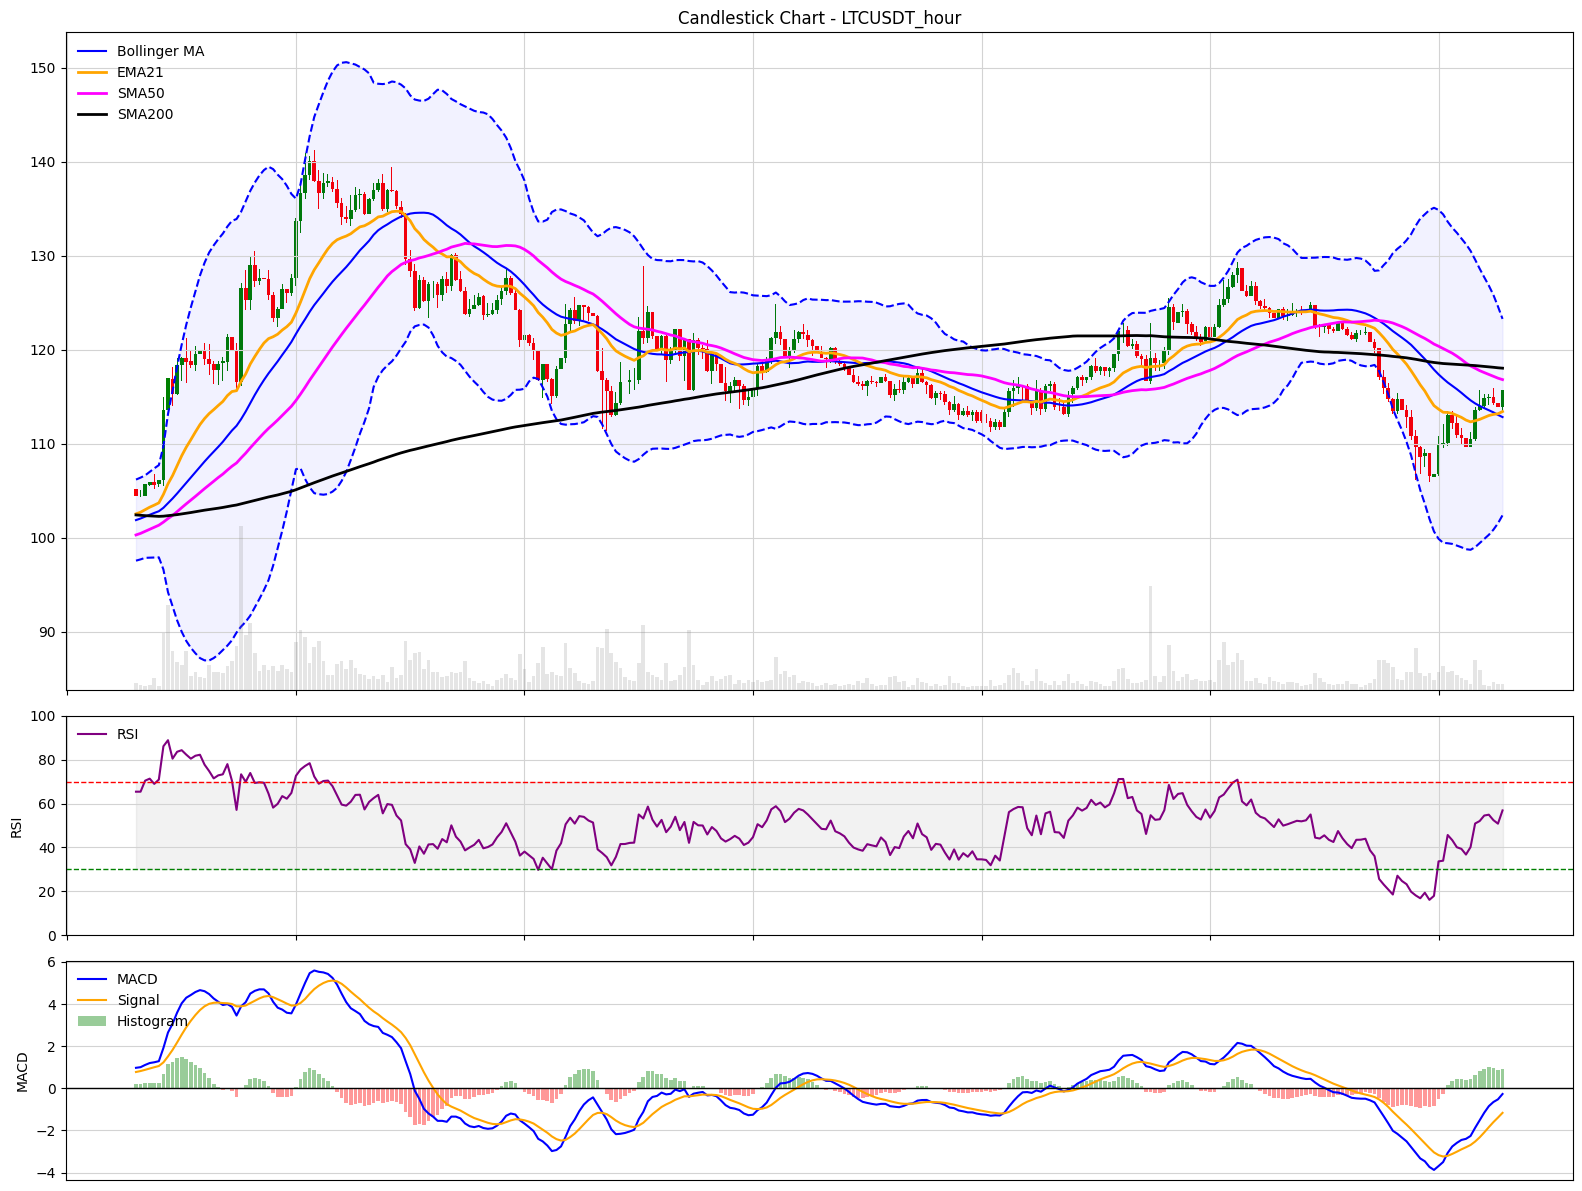 Candlestick Chart - LTCUSDT_hour
Bollinger MA
EMA21
SMA50
SMA200
150
140
130
120
110
100
90
RSI
100
80
60
40
20
0
RSI
MACD
Signal
Histogram
6
4
2
0
−2
−4
MACD